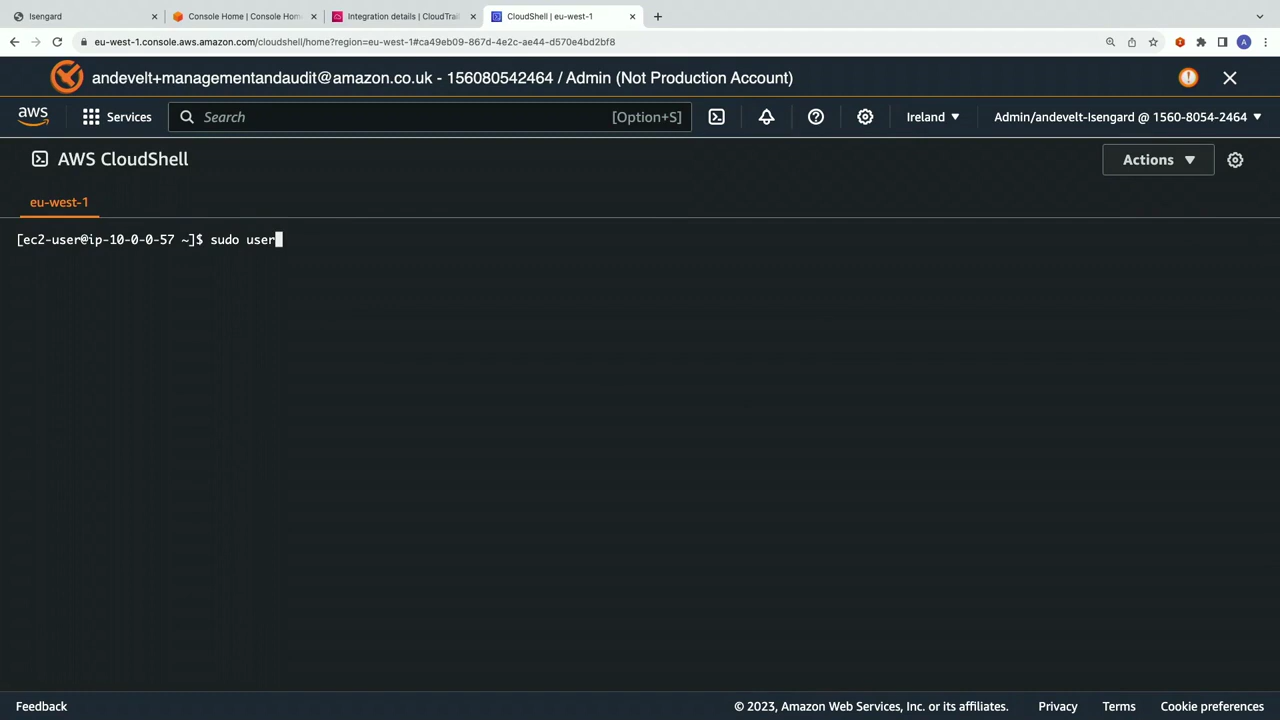 Isengard
Console Home | Console Hom
Integration details | CloudTrail
CloudShell | eu-west-1
eu-west-1.console.aws.amazon.com/cloudshell/home?region=eu-west-1#ca49eb09-867d-4e2c-ae44-d570e4bd2bf8
A
andevelt+managementandaudit@amazon.co.uk - 156080542464 / Admin (Not Production Account)
aws
Services
Search
[Option+S]
Ireland
Admin/andevelt-Isengard @ 1560-8054-2464
AWS CloudShell
Actions
eu-west-1
[ec2-user@ip-10-0-0-57 ~]$ sudo user
Feedback
© 2023, Amazon Web Services, Inc. or its affiliates.
Privacy
Terms
Cookie preferences